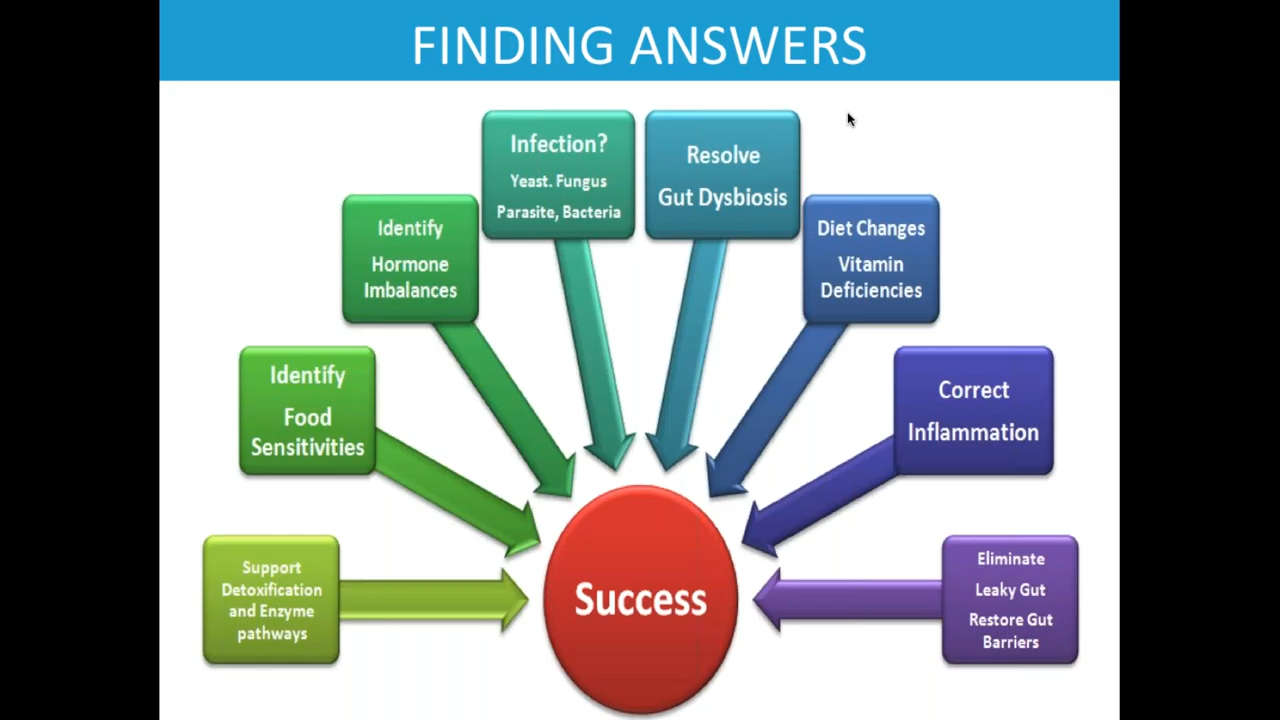 FINDING ANSWERS
Support
Detoxification
and Enzyme
pathways
Identify
Food
Sensitivities
Identify
Hormone
Imbalances
Infection?
Yeast. Fungus
Parasite, Bacteria
Resolve
Gut Dysbiosis
Diet Changes
Vitamin
Deficiencies
Correct
Inflammation
Eliminate
Leaky Gut
Restore Gut
Barriers
Success